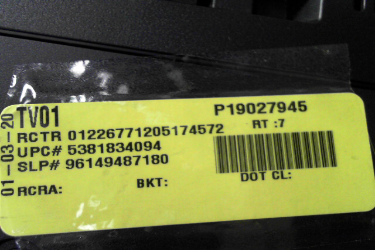 01-03-20
TV01 P19027945
RCTR 01226771205174572 RT :7
UPC# 5381834094
SLP# 96149487180
RCRA: BKT: DOT CL: